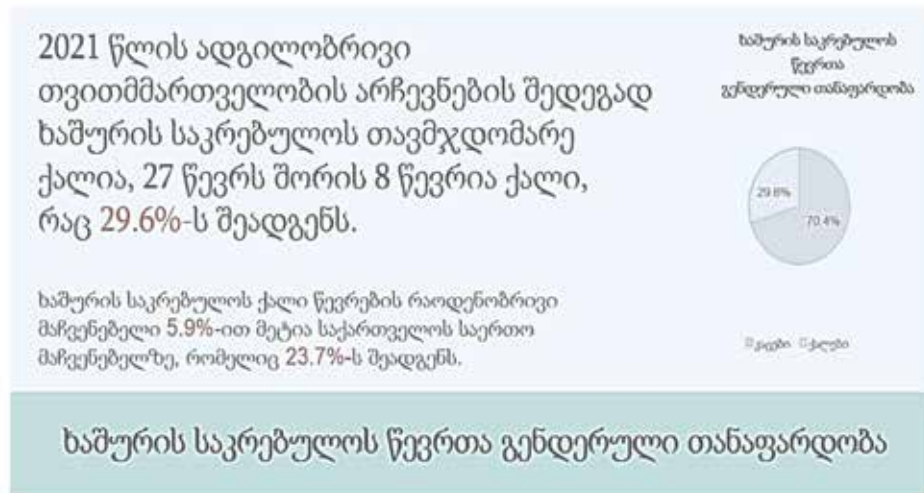 2021 წლის ადგილობრივი
თვითმმართველობის არჩევნების შედეგად
ხაშურის საკრებულოს თავმჯდომარე
ქალია, 27 წევრს შორის 8 წევრია ქალი,
რაც 29.6%-ს შეადგენს.
ხაშურის საკრებულოს ქალი წევრების რაოდენობრივი
მაჩვენებელი 5.9%-ით მეტია საქართველოს საერთო
მაჩვენებელზე, რომელიც 23.7%-ს შეადგენს.
ხაშურის საკრებულოს
წევრთა
გენდერული თანაფარდობა
29.6%
70.4%
კაცები ქალები
ხაშურის საკრებულოს წევრთა გენდერული თანაფარდობა